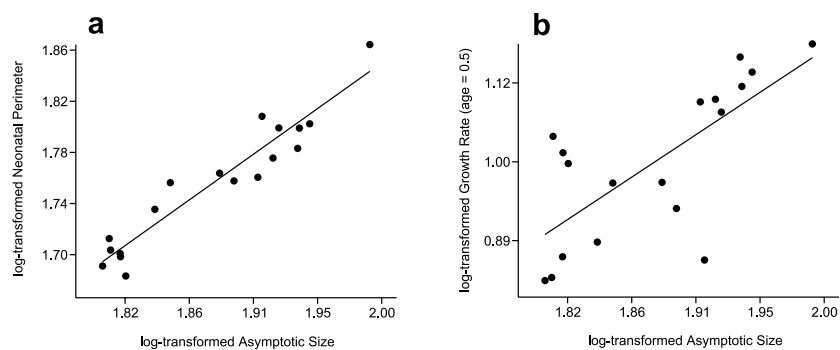 a
log-transformed Neonatal Perimeter
1.86
1.82
1.78
1.74
1.70
1.82 1.86 1.91 1.95 2.00
log-transformed Asymptotic Size
b
log-transformed Growth Rate (age = 0.5)
1.12
1.00
0.89
1.82 1.86 1.91 1.95 2.00
log-transformed Asymptotic Size